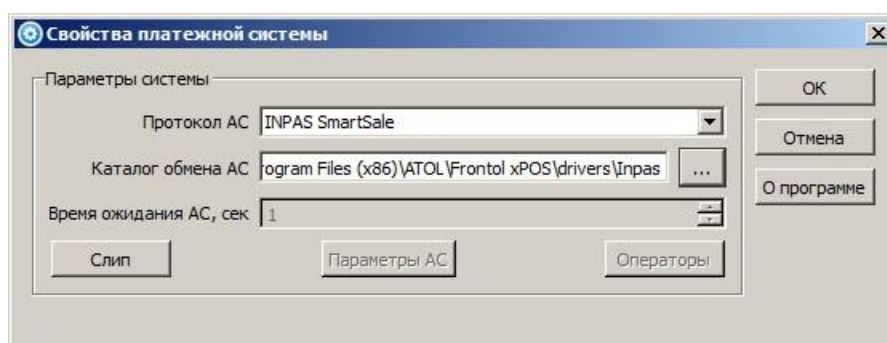 Свойства платежной системы
Параметры системы
Протокол АС INPAS SmartSale
Каталог обмена АС rogram Files (x86)\ATOL\Frontol xPOS\drivers\Inpas ...
Время ожидания АС, сек 1
Слип Параметры АС Операторы
ОК
Отмена
О программе